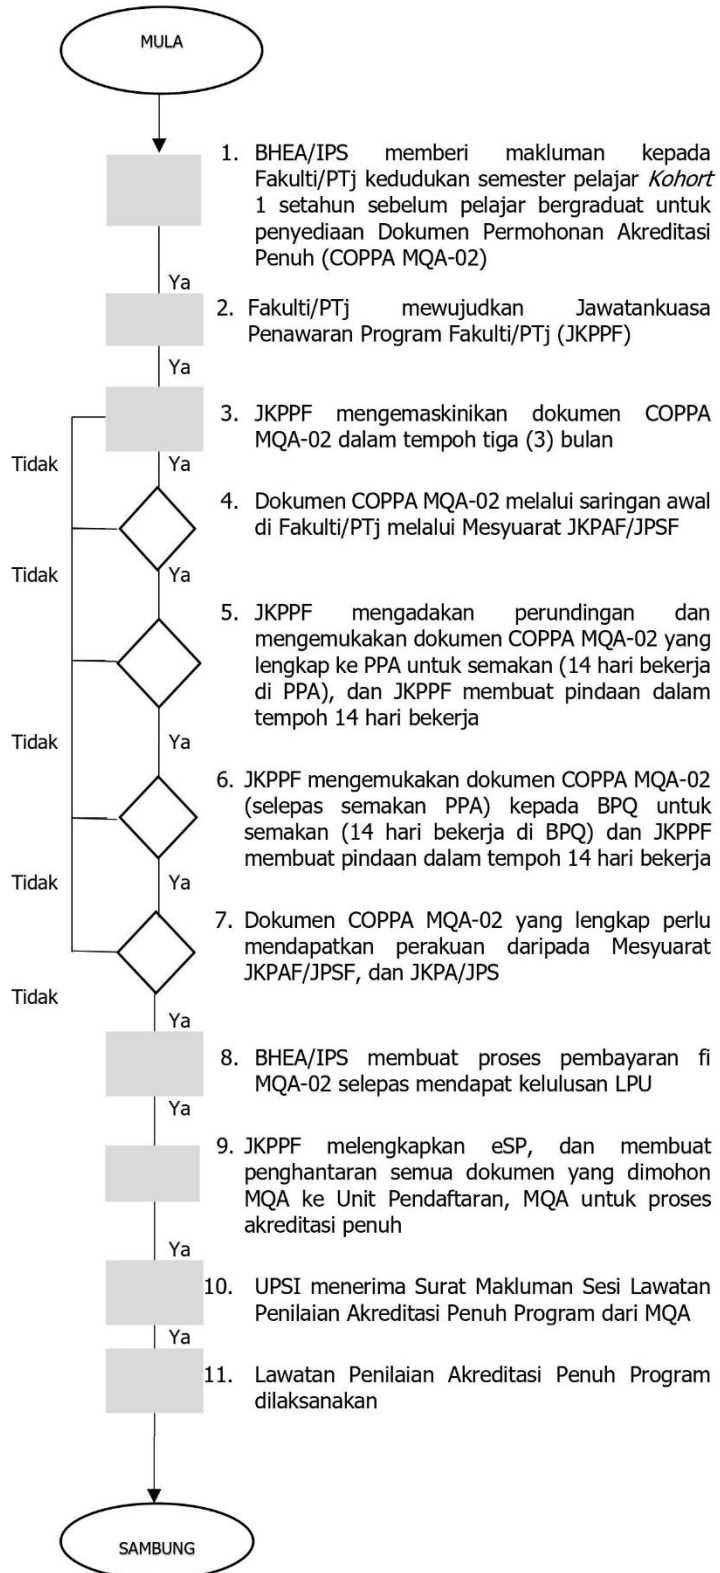 MULA
1. BHEA/IPS memberi makluman kepada
Fakulti/PTj kedudukan semester pelajar Kohort
1 setahun sebelum pelajar bergraduat untuk
penyediaan Dokumen Permohonan Akreditasi
Penuh (COPPA MQA-02)
Ya
2. Fakulti/PTj mewujudkan Jawatankuasa
Penawaran Program Fakulti/PTj (JKPPF)
Ya
3. JKPPF mengemaskinikan dokumen COPPA
MQA-02 dalam tempoh tiga (3) bulan
Tidak
Ya
4. Dokumen COPPA MQA-02 melalui saringan awal
di Fakulti/PTj melalui Mesyuarat JKPAF/JPSF
Tidak
Ya
5. JKPPF mengadakan perundingan dan
mengemukakan dokumen COPPA MQA-02 yang
lengkap ke PPA untuk semakan (14 hari bekerja
di PPA), dan JKPPF membuat pindaan dalam
tempoh 14 hari bekerja
Tidak
Ya
6. JKPPF mengemukakan dokumen COPPA MQA-02
(selepas semakan PPA) kepada BPQ untuk
semakan (14 hari bekerja di BPQ) dan JKPPF
membuat pindaan dalam tempoh 14 hari bekerja
Tidak
Ya
7. Dokumen COPPA MQA-02 yang lengkap perlu
mendapatkan perakuan daripada Mesyuarat
JKPAF/JPSF, dan JKPA/JPS
Tidak
Ya
8. BHEA/IPS membuat proses pembayaran fi
MQA-02 selepas mendapat kelulusan LPU
Ya
9. JKPPF melengkapkan eSP, dan membuat
penghantaran semua dokumen yang dimohon
MQA ke Unit Pendaftaran, MQA untuk proses
akreditasi penuh
Ya
10. UPSI menerima Surat Makluman Sesi Lawatan
Penilaian Akreditasi Penuh Program dari MQA
Ya
11. Lawatan Penilaian Akreditasi Penuh Program
dilaksanakan
SAMBUNG